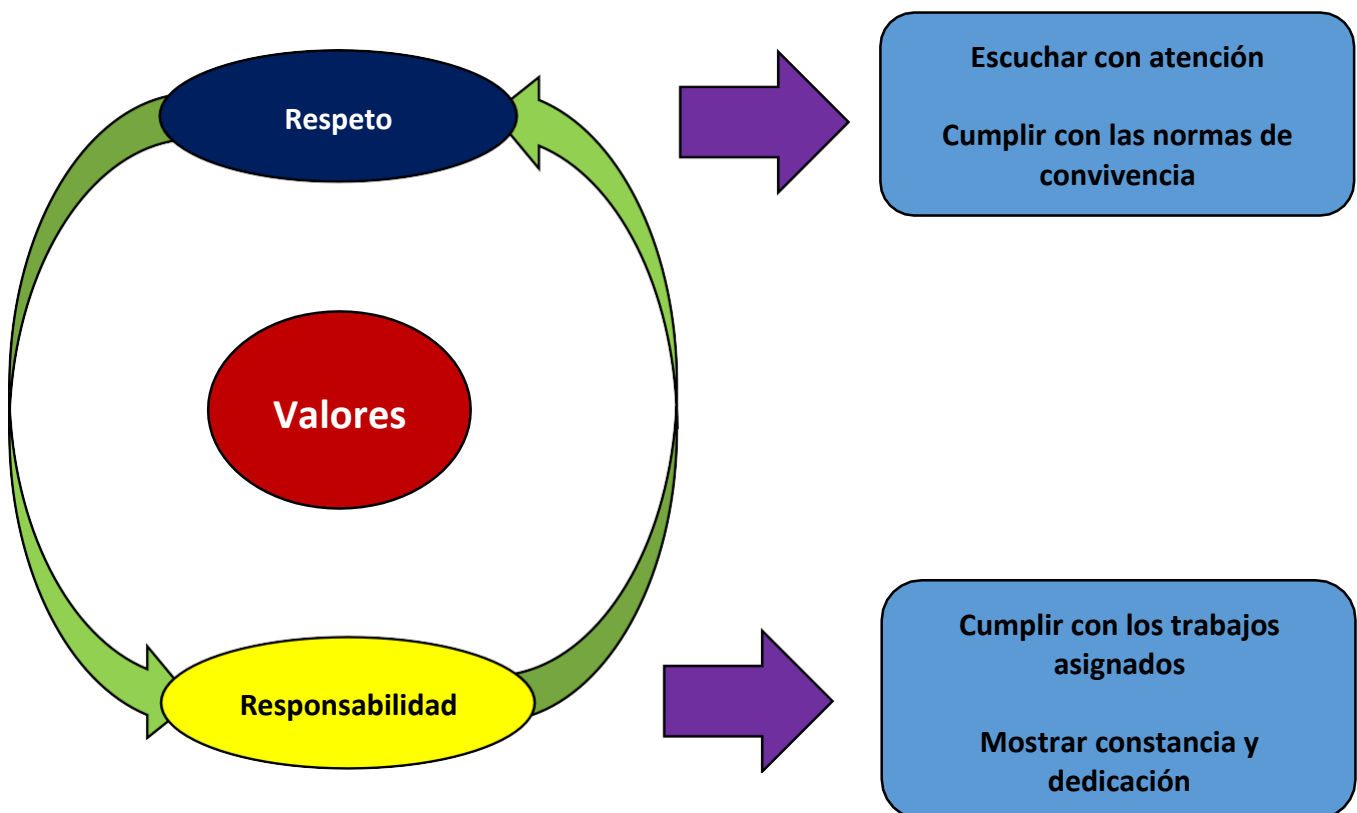 Respeto
Escuchar con atención
Cumplir con las normas de
convivencia
Valores
Responsabilidad
Cumplir con los trabajos
asignados
Mostrar constancia y
dedicación